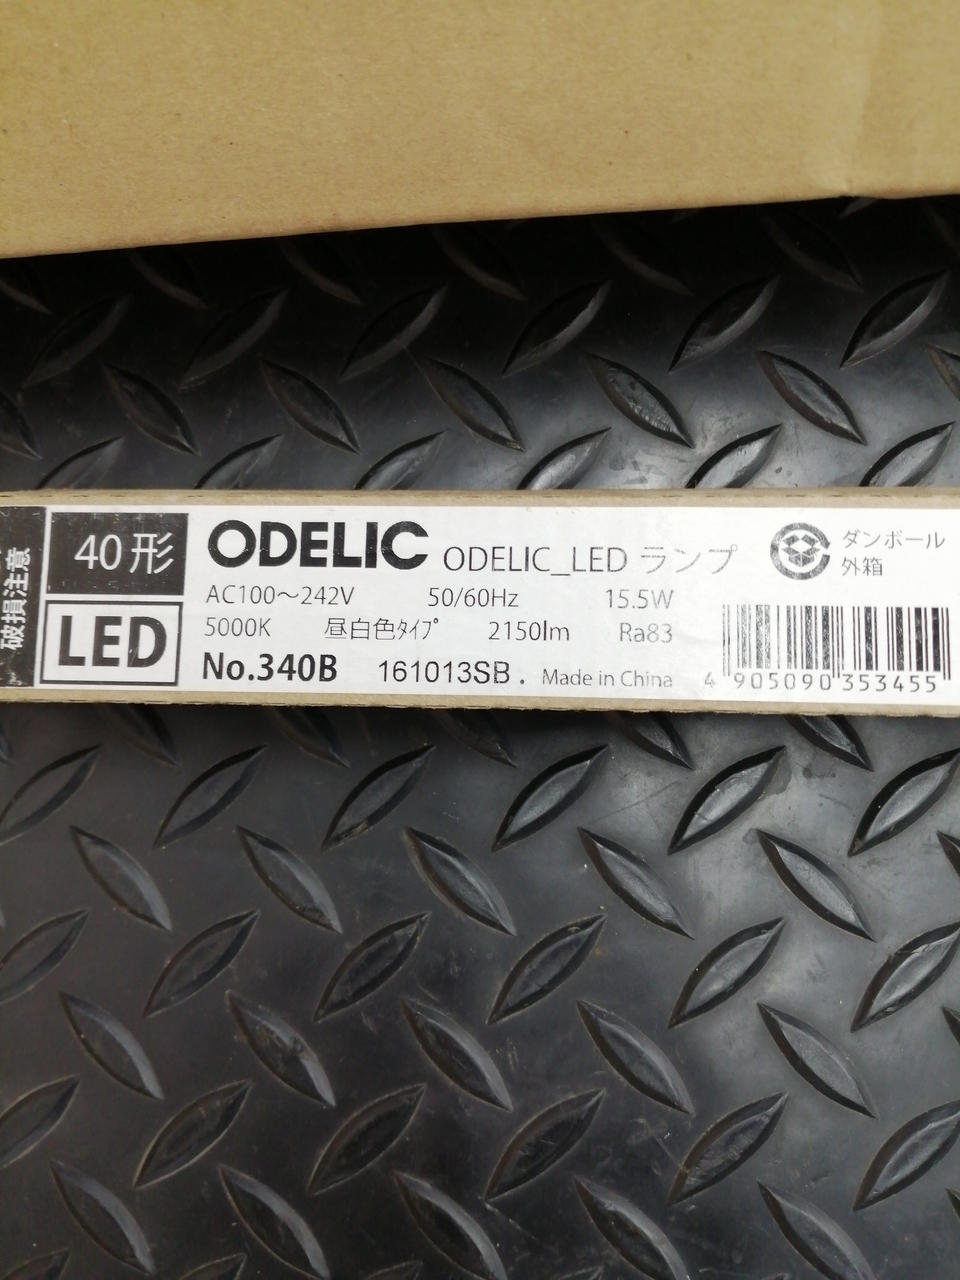 破損注意
40形
LED
ODELIC ODELIC_LED ランプ
AC100～242V 50/60Hz 15.5W
5000K 昼白色ﾀｲﾌﾟ 2150lm Ra83
No.340B 161013SB. Made in China
ダンボール
外箱
4 905090 353455